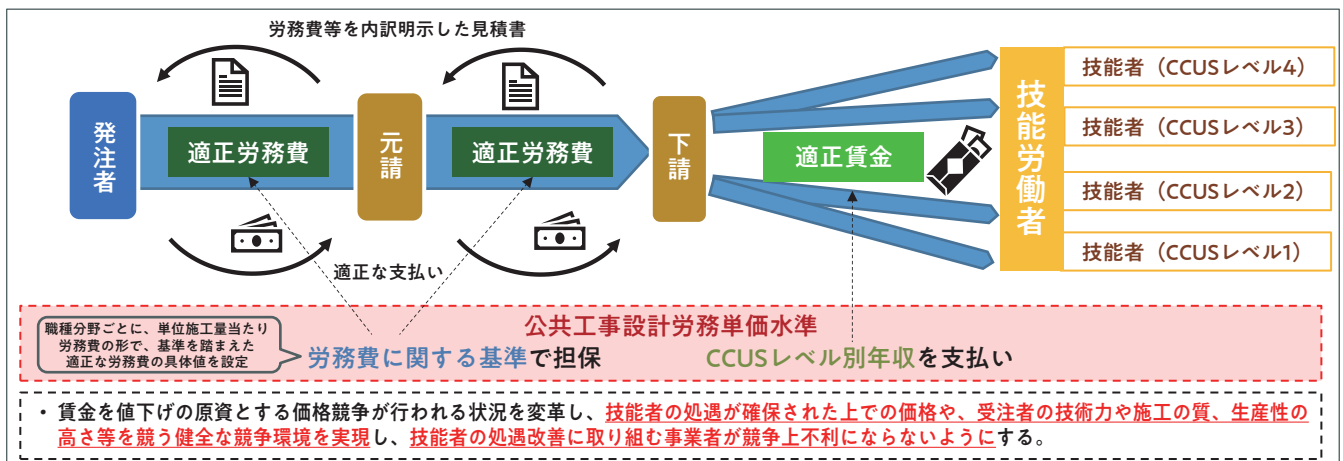 労務費等を内訳明示した見積書
発注者
適正労務費
元請
適正労務費
下請
適正賃金
技能労働者
技能者（CCUSレベル4）
技能者（CCUSレベル3）
技能者（CCUSレベル2）
技能者（CCUSレベル1）
適正な支払い
公共工事設計労務単価水準
職種分野ごとに、単位施工量当たり
労務費の形で、基準を踏まえた
適正な労務費の具体値を設定
労務費に関する基準で担保
CCUSレベル別年収を支払い
・ 賃金を値下げの原資とする価格競争が行われる状況を変革し、技能者の処遇が確保された上での価格や、受注者の技術力や施工の質、生産性の
高さ等を競う健全な競争環境を実現し、技能者の処遇改善に取り組む事業者が競争上不利にならないようにする。